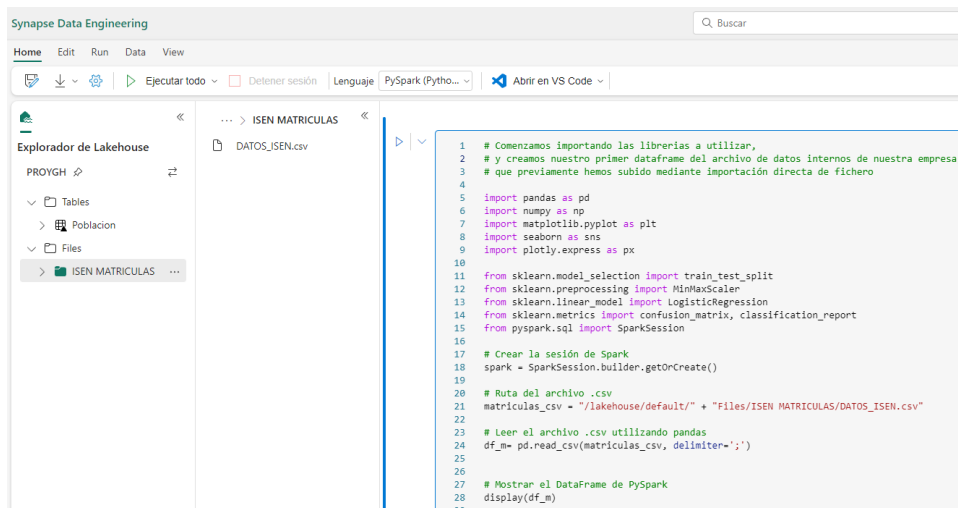 Synapse Data Engineering
Buscar
Home Edit Run Data View
Ejecutar todo Detener sesión Lenguaje PySpark (Pytho... Abrir en VS Code
Explorador de Lakehouse
PROYGH
Tables
Poblacion
Files
ISEN MATRICULAS ...
... > ISEN MATRICULAS
DATOS_ISEN.csv
1 # Comenzamos importando las librerias a utilizar,
2 # y creamos nuestro primer dataframe del archivo de datos internos de nuestra empresa
3 # que previamente hemos subido mediante importación directa de fichero
4
5 import pandas as pd
6 import numpy as np
7 import matplotlib.pyplot as plt
8 import seaborn as sns
9 import plotly.express as px
10
11 from sklearn.model_selection import train_test_split
12 from sklearn.preprocessing import MinMaxScaler
13 from sklearn.linear_model import LogisticRegression
14 from sklearn.metrics import confusion_matrix, classification_report
15 from pyspark.sql import SparkSession
16
17 # Crear la sesión de Spark
18 spark = SparkSession.builder.getOrCreate()
19
20 # Ruta del archivo .csv
21 matriculas_csv = "/lakehouse/default/" + "Files/ISEN MATRICULAS/DATOS_ISEN.csv"
22
23 # Leer el archivo .csv utilizando pandas
24 df_m= pd.read_csv(matriculas_csv, delimiter=';')
25
26
27 # Mostrar el DataFrame de PySpark
28 display(df_m)